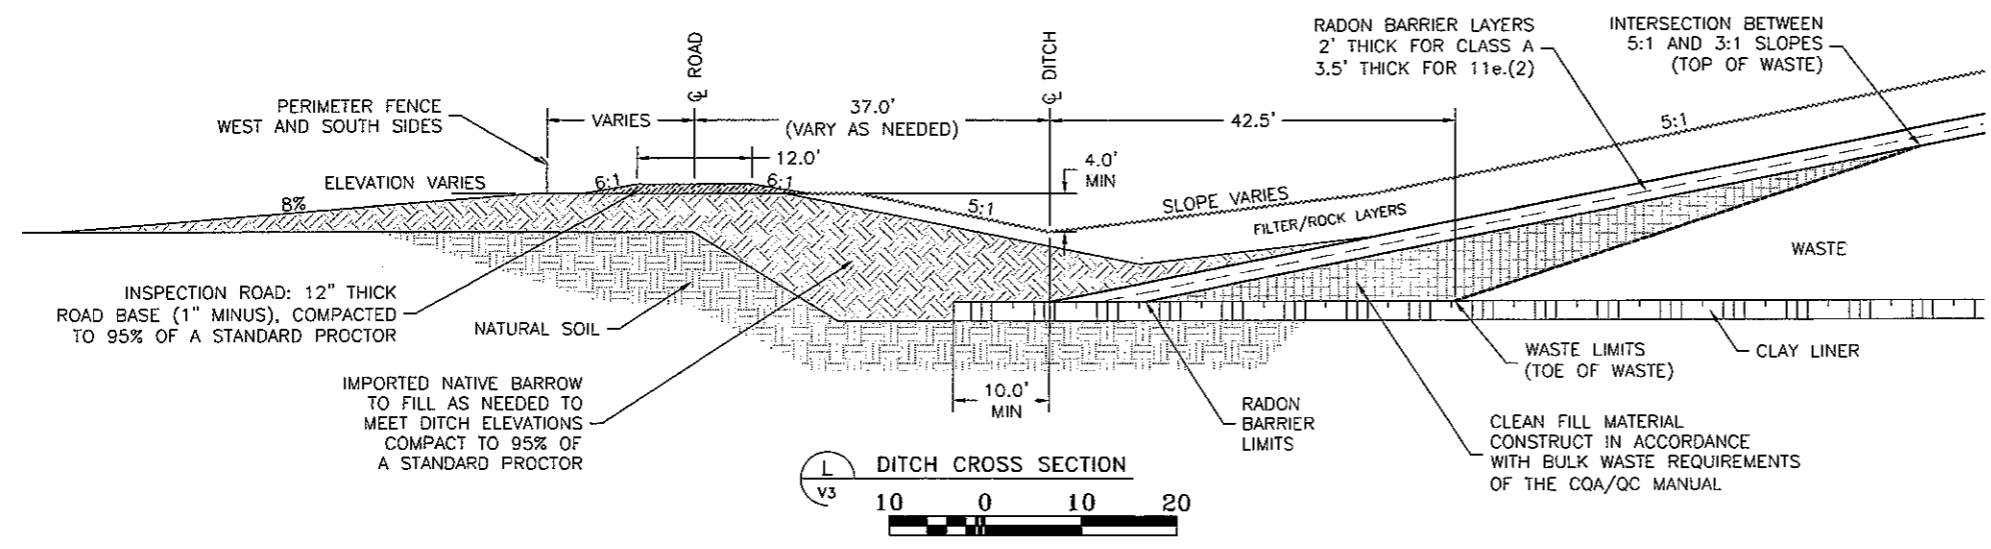 RADON BARRIER LAYERS
2' THICK FOR CLASS A
3.5' THICK FOR 11e.(2)
INTERSECTION BETWEEN
5:1 AND 3:1 SLOPES
(TOP OF WASTE)
℄ ROAD
℄ DITCH
PERIMETER FENCE
WEST AND SOUTH SIDES
VARIES
37.0'
(VARY AS NEEDED)
42.5'
5:1
12.0'
4.0'
MIN
ELEVATION VARIES
6:1
6:1
8%
5:1
SLOPE VARIES
FILTER/ROCK LAYERS
WASTE
INSPECTION ROAD: 12" THICK
ROAD BASE (1" MINUS), COMPACTED
TO 95% OF A STANDARD PROCTOR
NATURAL SOIL
WASTE LIMITS
(TOE OF WASTE)
CLAY LINER
IMPORTED NATIVE BARROW
TO FILL AS NEEDED TO
MEET DITCH ELEVATIONS
COMPACT TO 95% OF
A STANDARD PROCTOR
10.0'
MIN
RADON
BARRIER
LIMITS
CLEAN FILL MATERIAL
CONSTRUCT IN ACCORDANCE
WITH BULK WASTE REQUIREMENTS
OF THE CQA/QC MANUAL
L
V3
DITCH CROSS SECTION
10 0 10 20